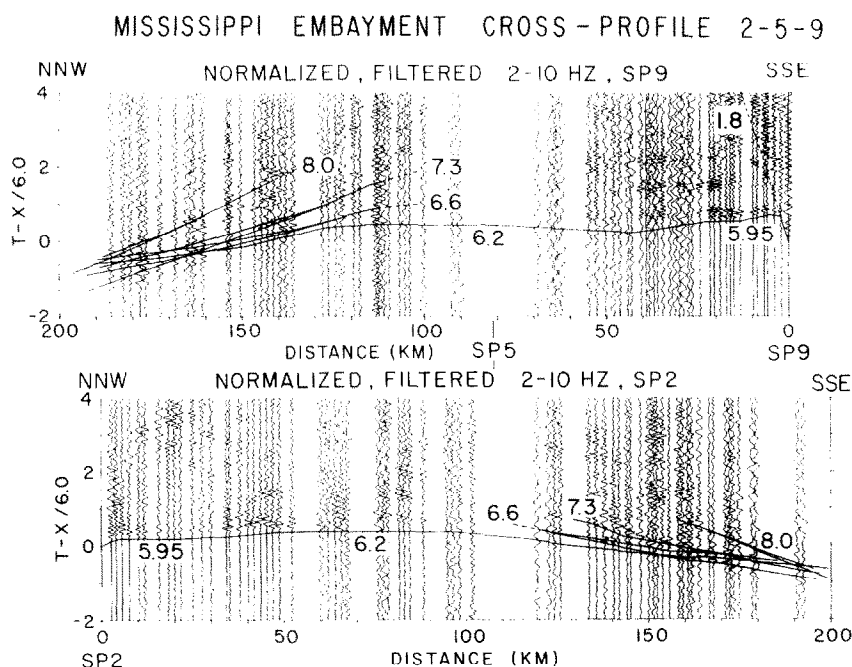 MISSISSIPPI EMBAYMENT CROSS-PROFILE 2-5-9
NNW NORMALIZED, FILTERED 2-10 HZ, SP9 SSE
4
2
0
-2
T-X/6.0
8.0
7.3
6.6
6.2
5.95
1.8
200 150 100 50 0
DISTANCE (KM) SP5 SP9
NNW NORMALIZED, FILTERED 2-10 HZ, SP2 SSE
4
2
0
-2
T-X/6.0
5.95
6.2
6.6
7.3
8.0
0 50 100 150 200
SP2 DISTANCE (KM)